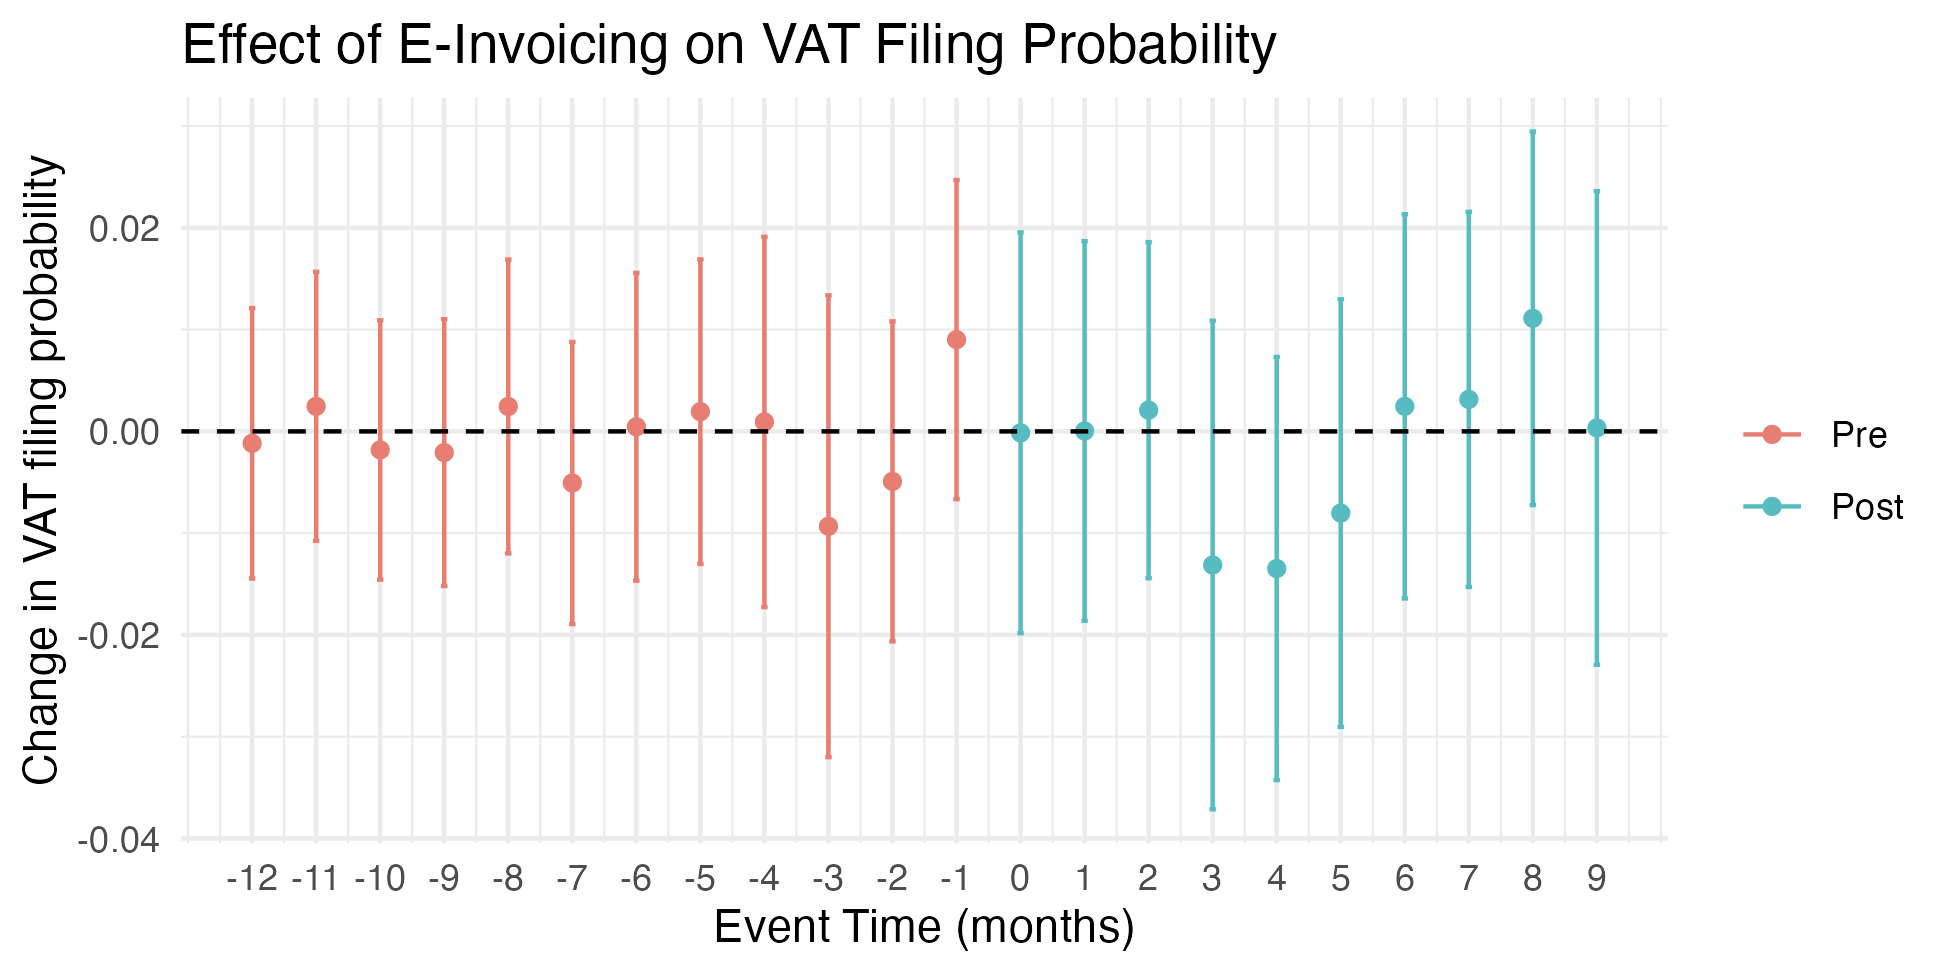 Effect of E-Invoicing on VAT Filing Probability
Change in VAT filing probability
0.02
0.00
-0.02
-0.04
-12 -11 -10 -9 -8 -7 -6 -5 -4 -3 -2 -1 0 1 2 3 4 5 6 7 8 9
Event Time (months)
Pre
Post